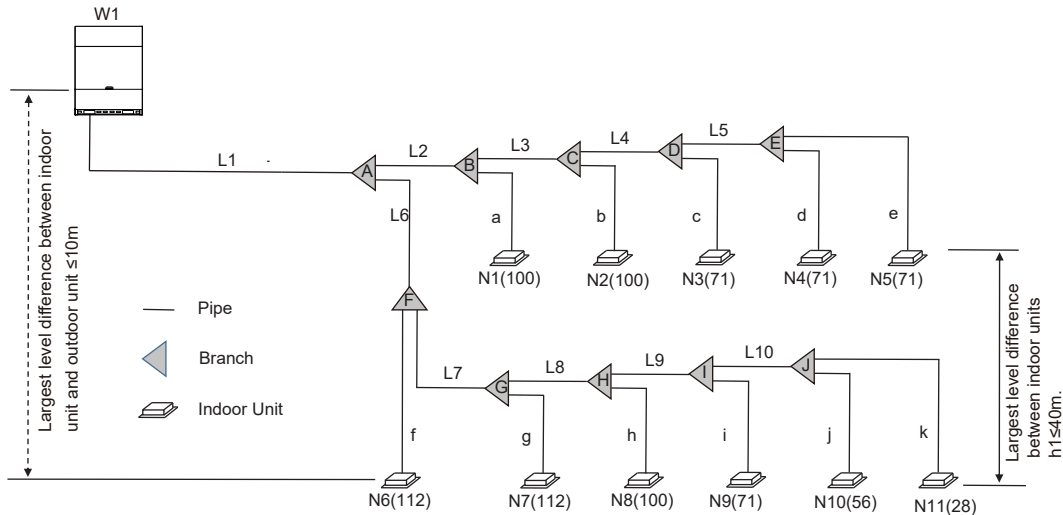 W1
Largest level difference between indoor
unit and outdoor unit ≤10m
L1
L2
L3
L4
L5
A
B
C
D
E
L6
a
b
c
d
e
N1(100)
N2(100)
N3(71)
N4(71)
N5(71)
Pipe
Branch
Indoor Unit
F
L7
L8
L9
L10
G
H
I
J
f
g
h
i
j
k
N6(112)
N7(112)
N8(100)
N9(71)
N10(56)
N11(28)
Largest level difference
between indoor units
h1≤40m.